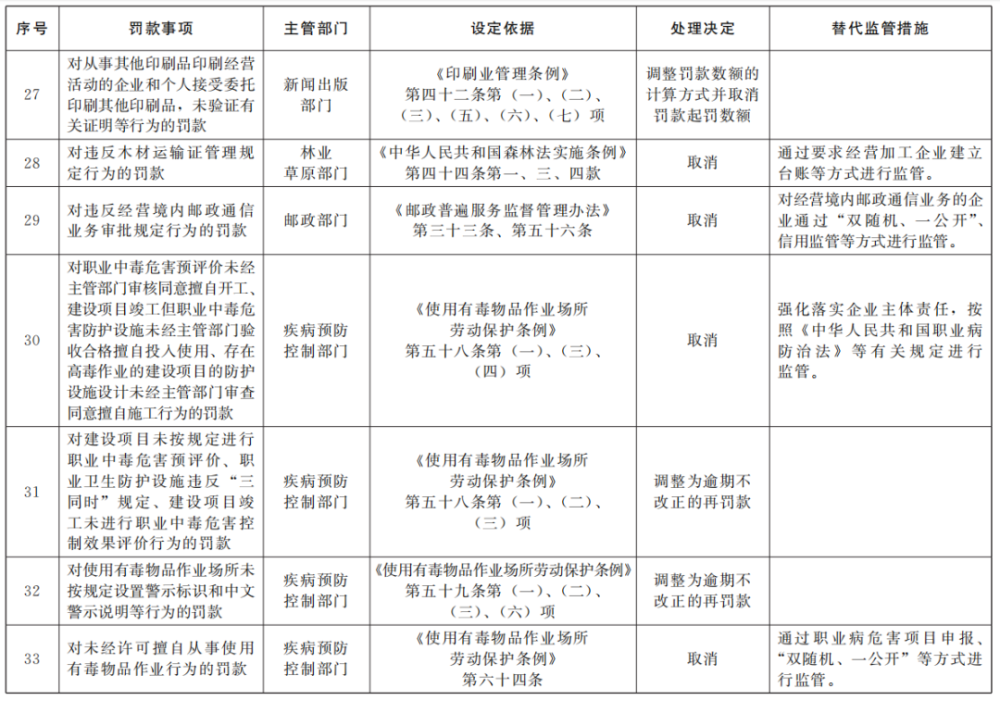 序号 罚款事项 主管部门 设定依据 处理决定 替代监管措施
27
对从事其他印刷品印刷经营
活动的企业和个人接受委托
印刷其他印刷品，未验证有
关证明等行为的罚款
新闻出版
部门
《印刷业管理条例》
第四十二条第（一）、（二）、
（三）、（五）、（六）、（七）项
调整罚款数额的
计算方式并取消
罚款起罚数额
28
对违反木材运输证管理规
定行为的罚款
林业
草原部门
《中华人民共和国森林法实施条例》
第四十四条第一、三、四款
取消
通过要求经营加工企业建立
台账等方式进行监管。
29
对违反经营境内邮政通信
业务审批规定行为的罚款
邮政部门
《邮政普遍服务监督管理办法》
第三十三条、第五十六条
取消
对经营境内邮政通信业务的企
业通过“双随机、一公开”、
信用监管等方式进行监管。
30
对职业中毒危害预评价未经
主管部门审核同意擅自开工、
建设项目竣工但职业中毒危
害防护设施未经主管部门验
收合格擅自投入使用、存在
高毒作业的建设项目的防护
设施设计未经主管部门审查
同意擅自施工行为的罚款
疾病预防
控制部门
《使用有毒物品作业场所
劳动保护条例》
第五十八条第（一）、（三）、
（四）项
取消
强化落实企业主体责任，按
照《中华人民共和国职业病
防治法》等有关规定进行
监管。
31
对建设项目未按规定进行
职业中毒危害预评价、职
业卫生防护设施违反“三
同时”规定、建设项目竣
工未进行职业中毒危害控
制效果评价行为的罚款
疾病预防
控制部门
《使用有毒物品作业场所
劳动保护条例》
第五十八条第（一）、（二）、
（三）项
调整为逾期不
改正的再罚款
32
对使用有毒物品作业场所未
按规定设置警示标识和中文
警示说明等行为的罚款
疾病预防
控制部门
《使用有毒物品作业场所劳动保护条例》
第五十九条第（一）、（二）、
（三）、（六）项
调整为逾期不
改正的再罚款
33
对未经许可擅自从事使用
有毒物品作业行为的罚款
疾病预防
控制部门
《使用有毒物品作业场所
劳动保护条例》
第六十四条
取消
通过职业病危害项目申报、
“双随机、一公开”等方式进
行监管。